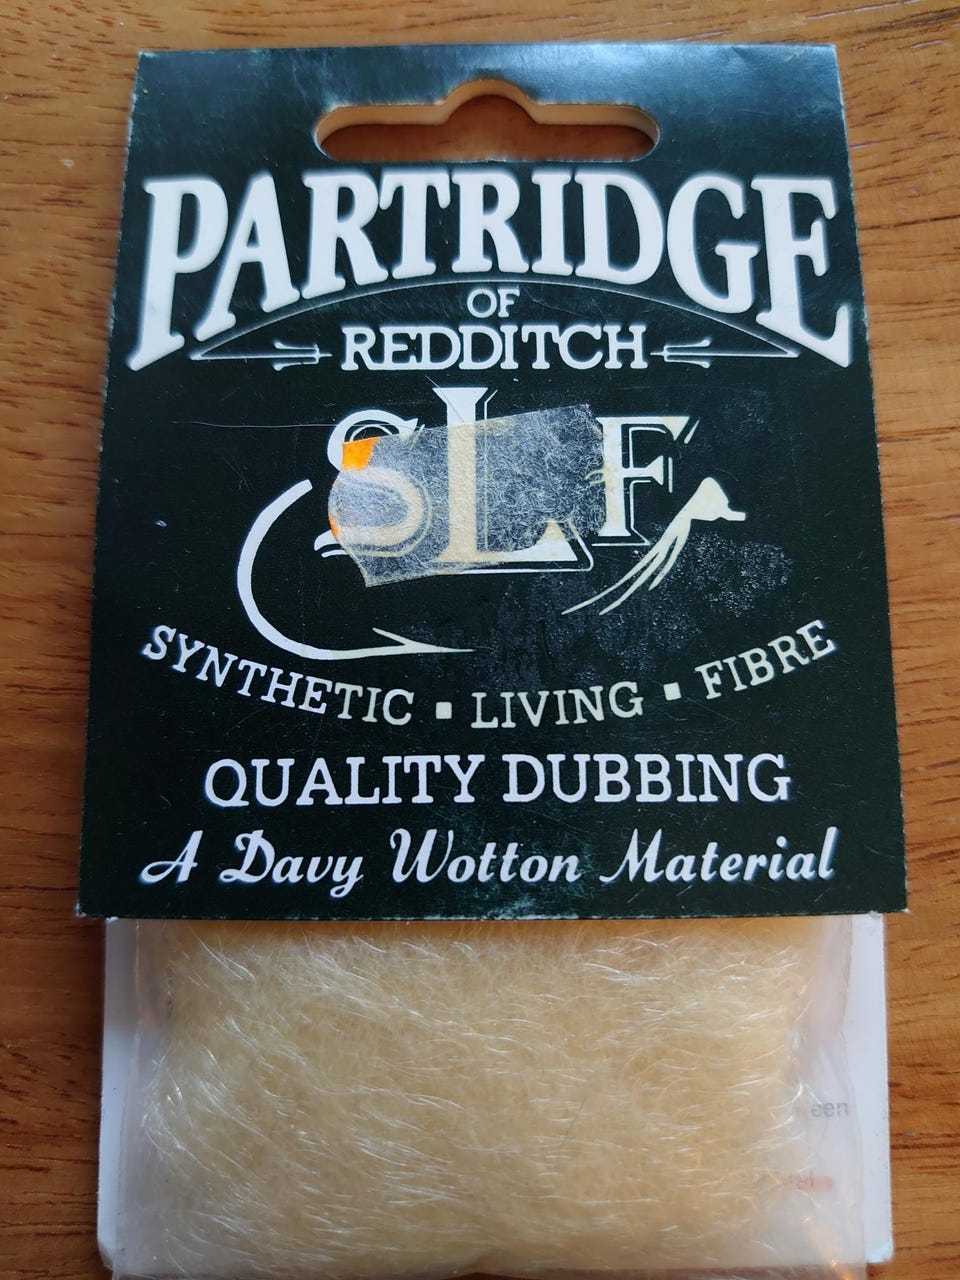 PARTRIDGE
OF
REDDITCH
SLF
SYNTHETIC ▪ LIVING ▪ FIBRE
QUALITY DUBBING
A Davy Wotton Material